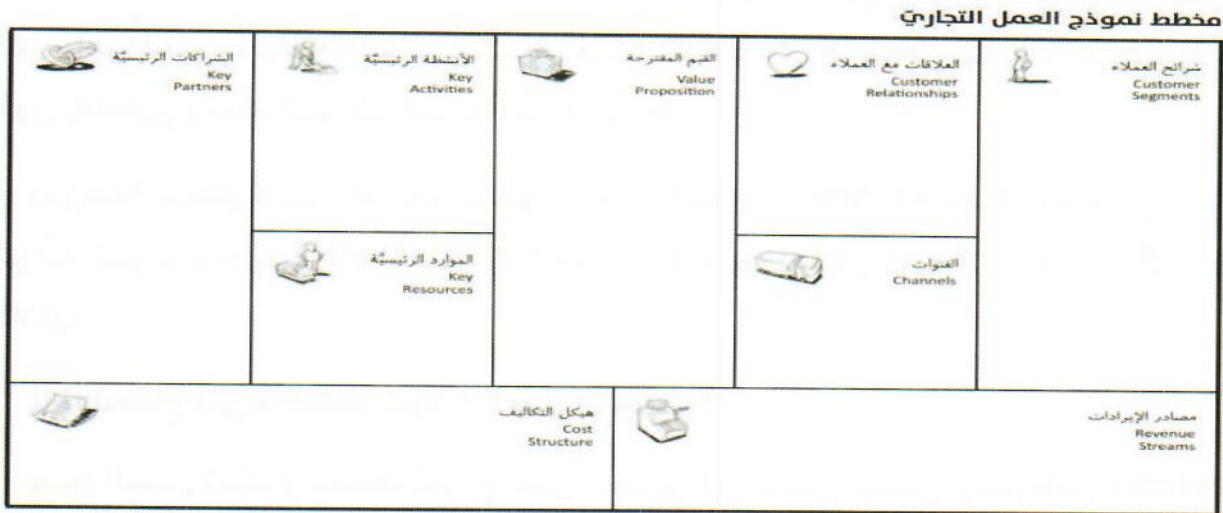 مخطط نموذج العمل التجاريّ
شرائح العملاء
Customer
Segments
العلاقات مع العملاء
Customer
Relationships
القنوات
Channels
القيم المقترحة
Value
Proposition
الأنشطة الرئيسيَّة
Key
Activities
الموارد الرئيسيَّة
Key
Resources
الشراكات الرئيسيَّة
Key
Partners
مصادر الإيرادات
Revenue
Streams
هيكل التكاليف
Cost
Structure